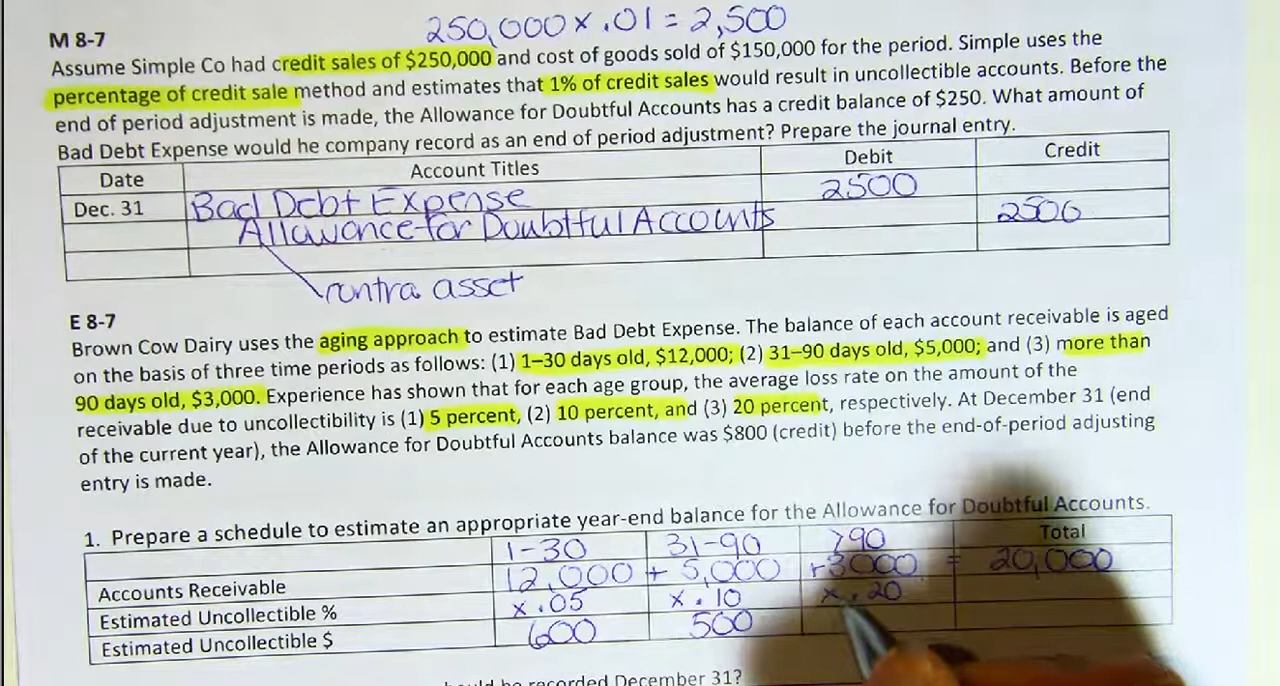 250,000 x .01 = 2,500
M 8-7
Assume Simple Co had credit sales of $250,000 and cost of goods sold of $150,000 for the period. Simple uses the
percentage of credit sale method and estimates that 1% of credit sales would result in uncollectible accounts. Before the
end of period adjustment is made, the Allowance for Doubtful Accounts has a credit balance of $250. What amount of
Bad Debt Expense would he company record as an end of period adjustment? Prepare the journal entry.
Date Account Titles Debit Credit
Dec. 31 Bad Debt Expense 2500
Allowance for Doubtful Accounts 2500
contra asset
E 8-7
Brown Cow Dairy uses the aging approach to estimate Bad Debt Expense. The balance of each account receivable is aged
on the basis of three time periods as follows: (1) 1–30 days old, $12,000; (2) 31–90 days old, $5,000; and (3) more than
90 days old, $3,000. Experience has shown that for each age group, the average loss rate on the amount of the
receivable due to uncollectibility is (1) 5 percent, (2) 10 percent, and (3) 20 percent, respectively. At December 31 (end
of the current year), the Allowance for Doubtful Accounts balance was $800 (credit) before the end-of-period adjusting
entry is made.
1. Prepare a schedule to estimate an appropriate year-end balance for the Allowance for Doubtful Accounts.
1-30 31-90 >90 Total
Accounts Receivable 12,000 + 5,000 +3000 = 20,000
Estimated Uncollectible % x .05 x .10 x .20
Estimated Uncollectible $ 600 500
be recorded December 31?